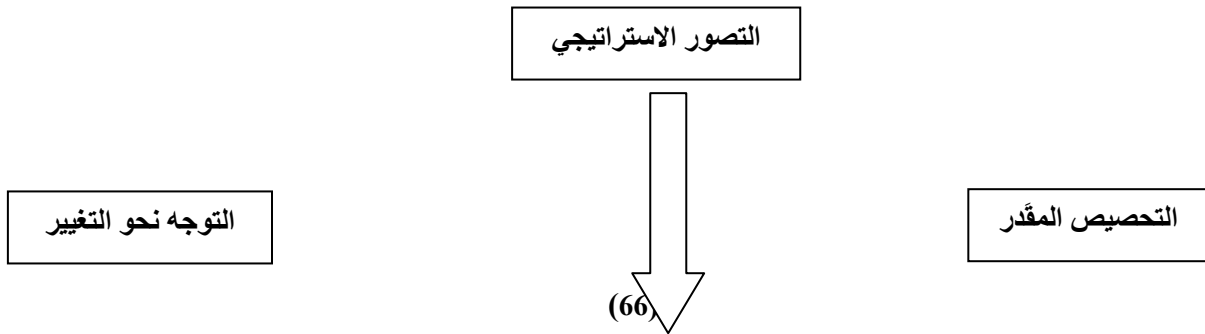 التصور الاستراتيجي
التحصيص المقَدر
التوجه نحو التغيير
(66)